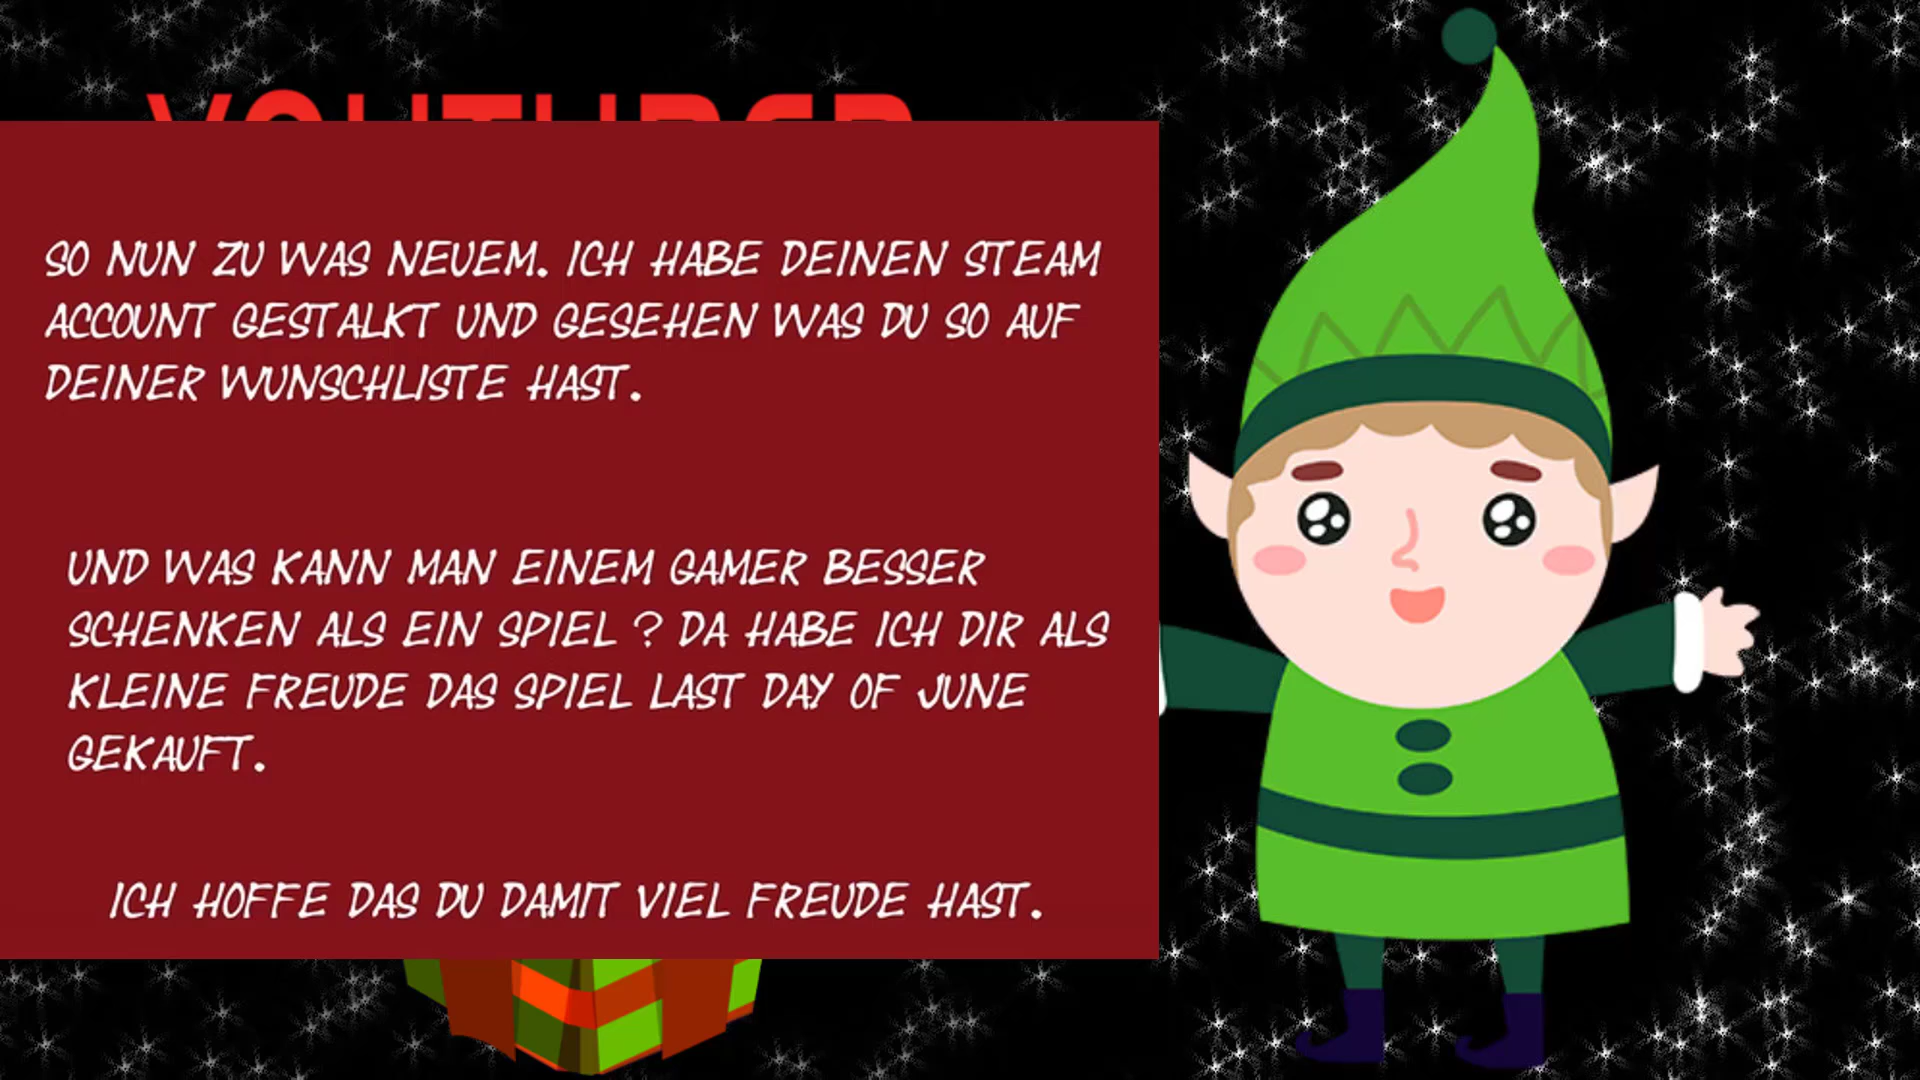 SO NUN ZU WAS NEUEM. ICH HABE DEINEN STEAM
ACCOUNT GESTALKT UND GESEHEN WAS DU SO AUF
DEINER WUNSCHLISTE HAST.
UND WAS KANN MAN EINEM GAMER BESSER
SCHENKEN ALS EIN SPIEL ? DA HABE ICH DIR ALS
KLEINE FREUDE DAS SPIEL LAST DAY OF JUNE
GEKAUFT.
ICH HOFFE DAS DU DAMIT VIEL FREUDE HAST.